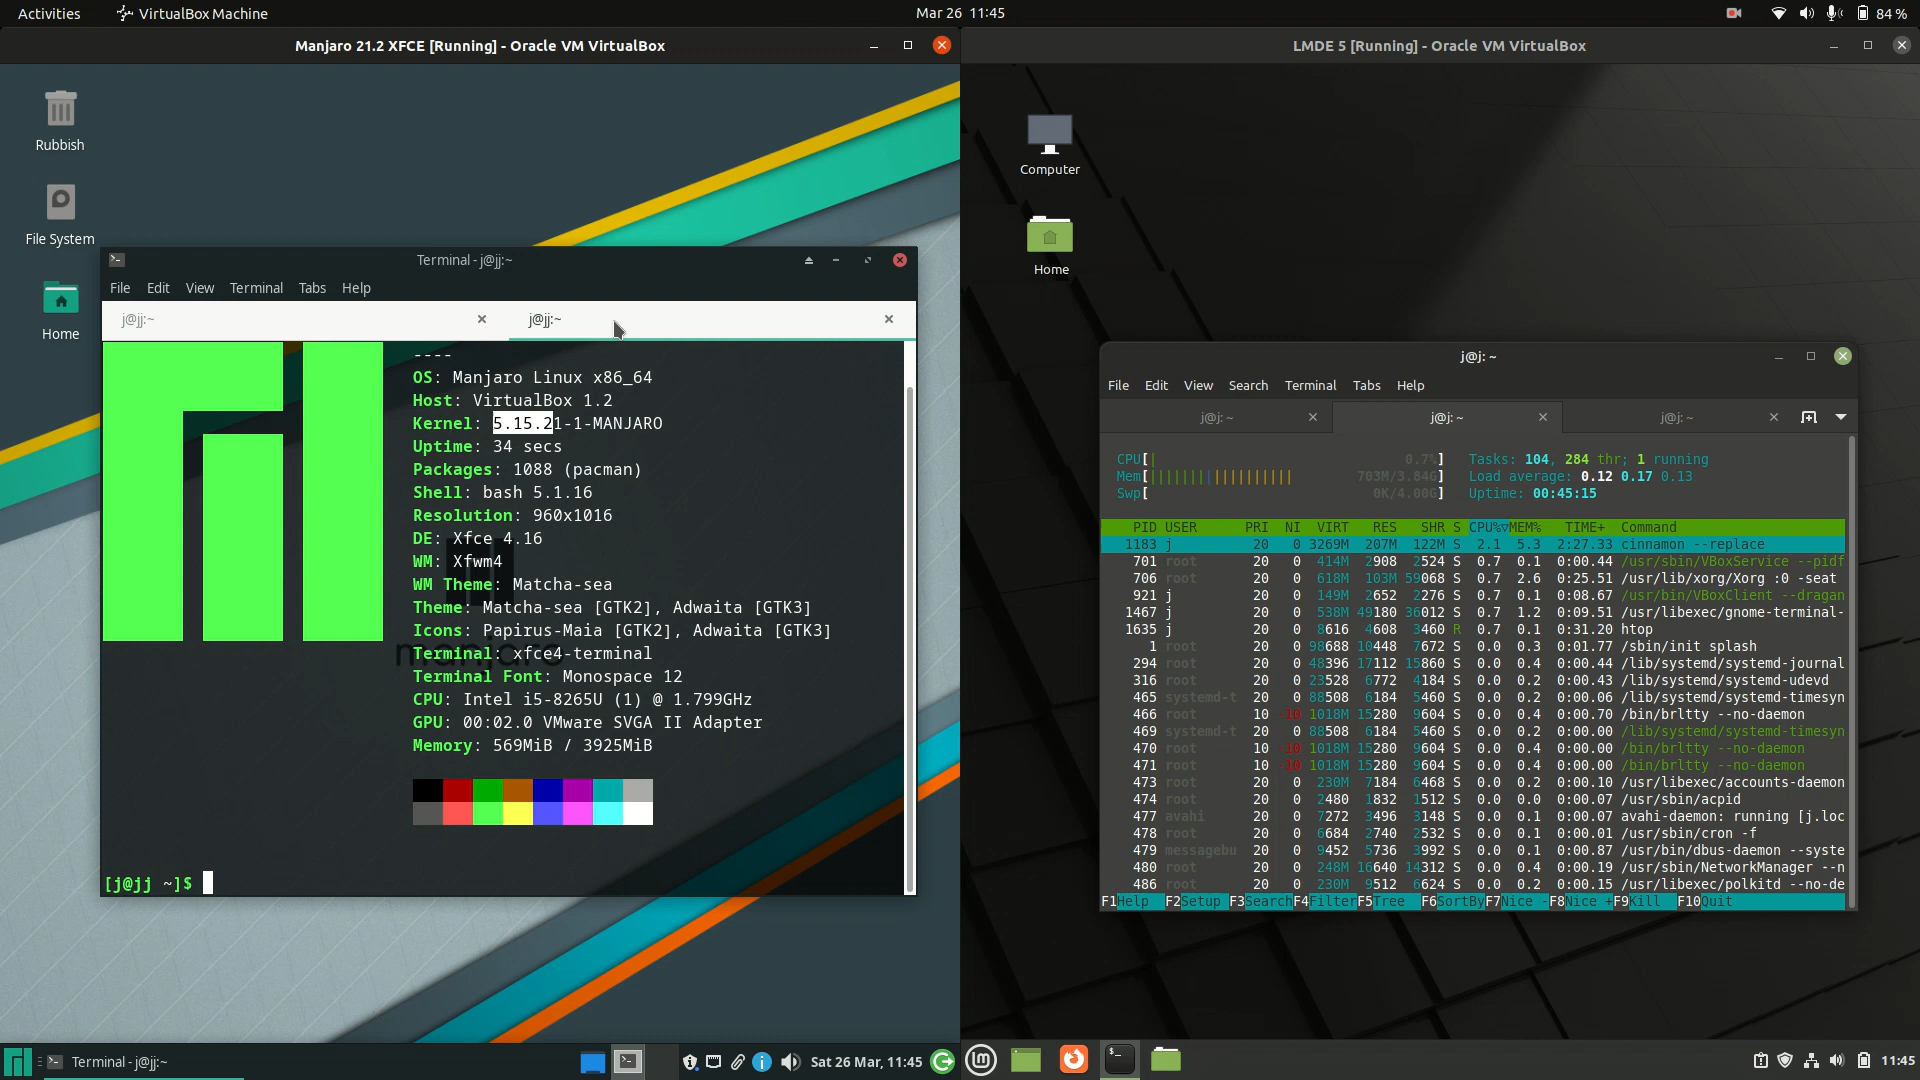 Activities
VirtualBox Machine
Mar 26 11:45
84 %
Manjaro 21.2 XFCE [Running] - Oracle VM VirtualBox
Rubbish
File System
Home
Terminal - j@jj:~
File Edit View Terminal Tabs Help
j@jj:~
j@jj:~
----
OS: Manjaro Linux x86_64
Host: VirtualBox 1.2
Kernel: 5.15.21-1-MANJARO
Uptime: 34 secs
Packages: 1088 (pacman)
Shell: bash 5.1.16
Resolution: 960x1016
DE: Xfce 4.16
WM: Xfwm4
WM Theme: Matcha-sea
Theme: Matcha-sea [GTK2], Adwaita [GTK3]
Icons: Papirus-Maia [GTK2], Adwaita [GTK3]
Terminal: xfce4-terminal
Terminal Font: Monospace 12
CPU: Intel i5-8265U (1) @ 1.799GHz
GPU: 00:02.0 VMware SVGA II Adapter
Memory: 569MiB / 3925MiB
manjaro
[j@jj ~]$
Terminal - j@jj:~
Sat 26 Mar, 11:45
LMDE 5 [Running] - Oracle VM VirtualBox
Computer
Home
j@j: ~
File Edit View Search Terminal Tabs Help
j@j: ~
j@j: ~
j@j: ~
CPU[| 0.7%] Tasks: 104, 284 thr; 1 running
Mem[|||||||||||||||||| 703M/3.84G] Load average: 0.12 0.17 0.13
Swp[ 0K/4.00G] Uptime: 00:45:15
PID USER PRI NI VIRT RES SHR S CPU%▽MEM% TIME+ Command
1183 j 20 0 3269M 207M 122M S 2.1 5.3 2:27.33 cinnamon --replace
701 root 20 0 414M 2908 2524 S 0.7 0.1 0:00.44 /usr/sbin/VBoxService --pidf
706 root 20 0 618M 103M 59068 S 0.7 2.6 0:25.51 /usr/lib/xorg/Xorg :0 -seat
921 j 20 0 149M 2652 2276 S 0.7 0.1 0:08.67 /usr/bin/VBoxClient --dragan
1467 j 20 0 538M 49180 36012 S 0.7 1.2 0:09.51 /usr/libexec/gnome-terminal-
1635 j 20 0 8616 4608 3460 R 0.7 0.1 0:31.20 htop
1 root 20 0 98688 10448 7672 S 0.0 0.3 0:01.77 /sbin/init splash
294 root 20 0 48396 17112 15860 S 0.0 0.4 0:00.44 /lib/systemd/systemd-journal
316 root 20 0 23528 6772 4184 S 0.0 0.2 0:00.43 /lib/systemd/systemd-udevd
465 systemd-t 20 0 88508 6184 5460 S 0.0 0.2 0:00.06 /lib/systemd/systemd-timesyn
466 root 10 -10 1018M 15280 9604 S 0.0 0.4 0:00.70 /bin/brltty --no-daemon
469 systemd-t 20 0 88508 6184 5460 S 0.0 0.2 0:00.00 /lib/systemd/systemd-timesyn
470 root 10 -10 1018M 15280 9604 S 0.0 0.4 0:00.00 /bin/brltty --no-daemon
471 root 10 -10 1018M 15280 9604 S 0.0 0.4 0:00.00 /bin/brltty --no-daemon
473 root 20 0 230M 7184 6468 S 0.0 0.2 0:00.10 /usr/libexec/accounts-daemon
474 root 20 0 2480 1832 1512 S 0.0 0.0 0:00.07 /usr/sbin/acpid
477 avahi 20 0 7272 3496 3148 S 0.0 0.1 0:00.07 avahi-daemon: running [j.loc
478 root 20 0 6684 2740 2532 S 0.0 0.1 0:00.01 /usr/sbin/cron -f
479 messagebu 20 0 9452 5736 3992 S 0.0 0.1 0:00.87 /usr/bin/dbus-daemon --syste
480 root 20 0 248M 16640 14312 S 0.0 0.4 0:00.19 /usr/sbin/NetworkManager --n
486 root 20 0 230M 9512 6624 S 0.0 0.2 0:00.15 /usr/libexec/polkitd --no-de
F1Help F2Setup F3SearchF4FilterF5Tree F6SortByF7Nice -F8Nice +F9Kill F10Quit
11:45